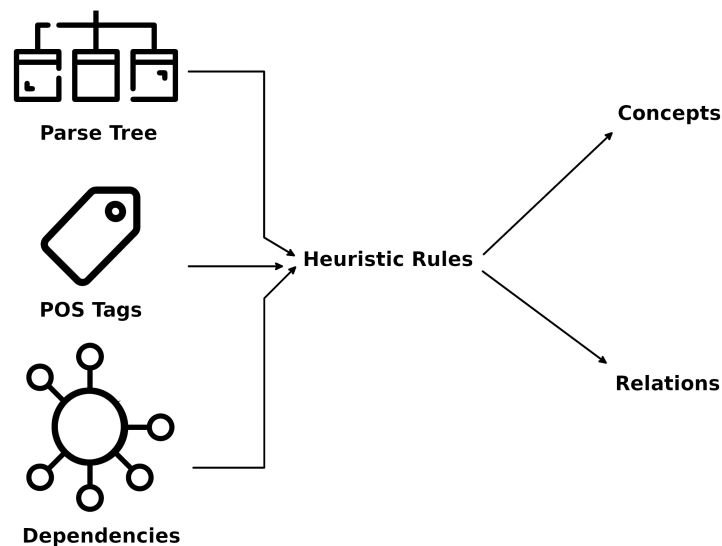 Parse Tree
POS Tags
Dependencies
Heuristic Rules
Concepts
Relations